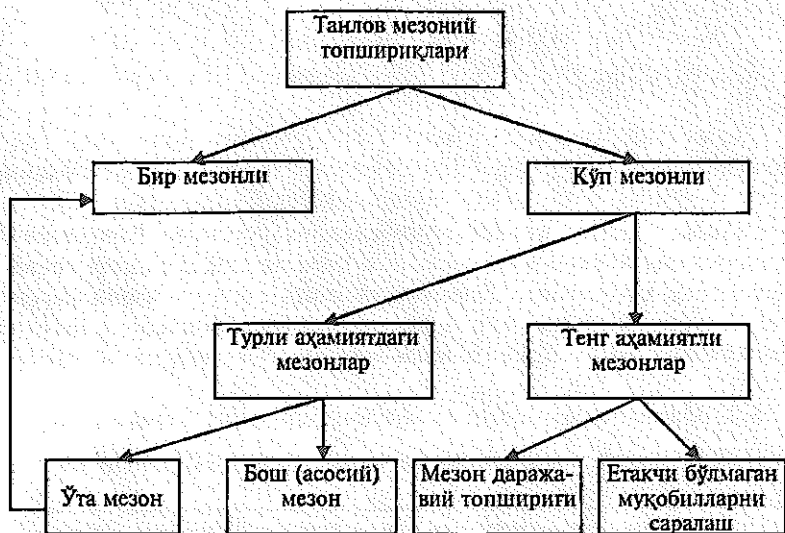 Танлов мезоний
топшириқлари
Бир мезонли
Кўп мезонли
Турли аҳамиятдаги
мезонлар
Тенг аҳамиятли
мезонлар
Ўта мезон
Бош (асосий)
мезон
Мезон даража-
вий топшириғи
Етакчи бўлмаган
муқобилларни
саралаш